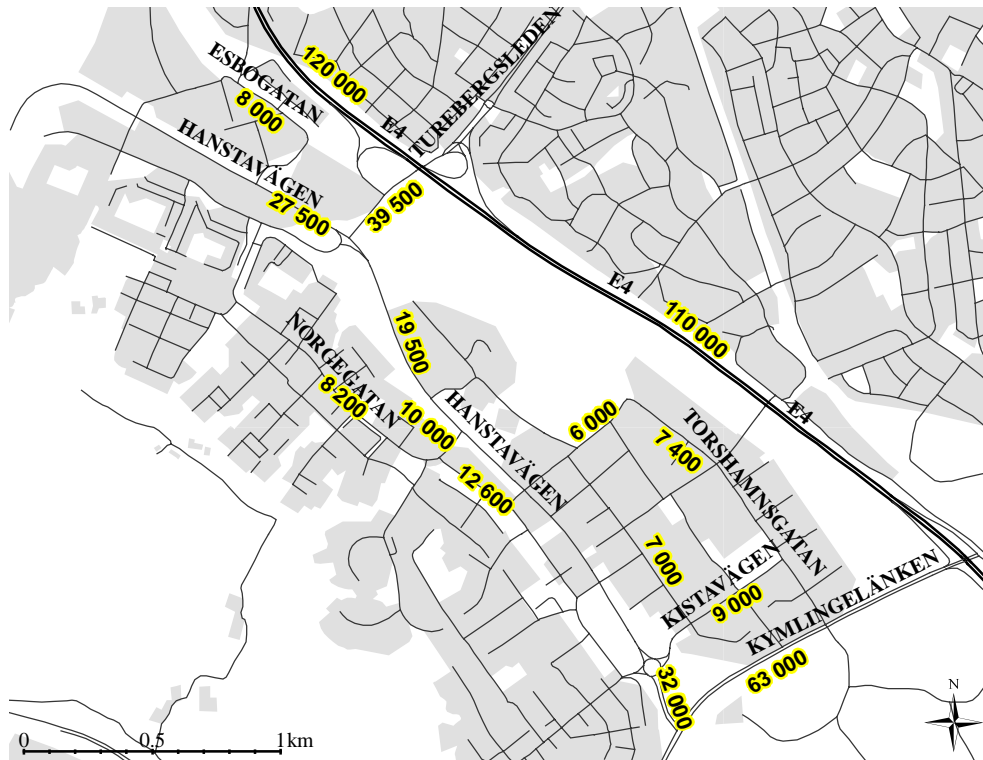 120 000
ESBOGATAN
8 000
E4
TUREBERGSLEDEN
HANSTAVÄGEN
27 500
39 500
E4
110 000
19 500
NORGEGATAN
8 200
10 000
HANSTAVÄGEN
6 000
E4
TORSHAMNSGATAN
7 400
12 600
7 000
KISTAVÄGEN
9 000
KYMLINGELÄNKEN
63 000
32 000
N
0 0.5 1 km